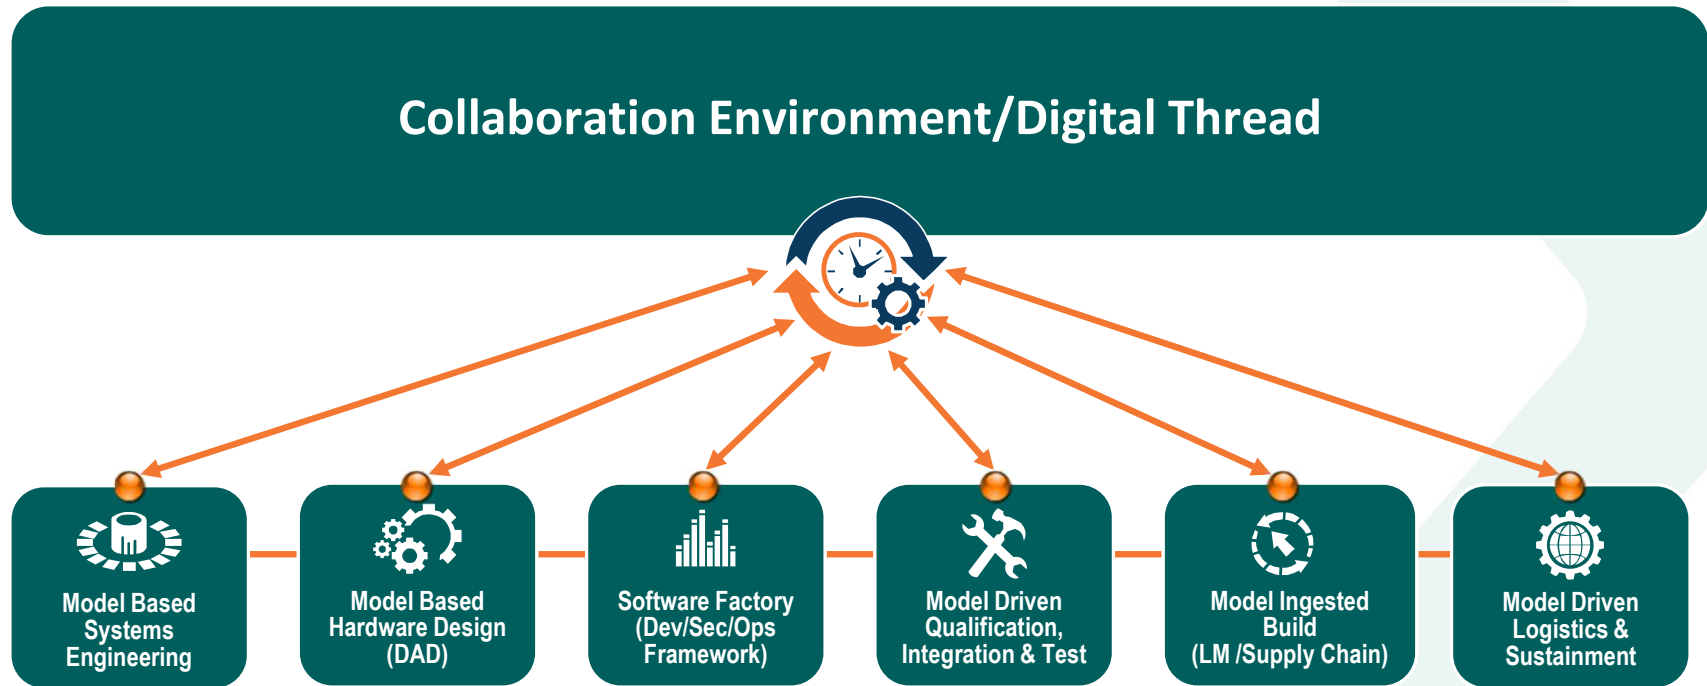 Collaboration Environment/Digital Thread
Model Based
Systems
Engineering
Model Based
Hardware Design
(DAD)
Software Factory
(Dev/Sec/Ops
Framework)
Model Driven
Qualification,
Integration & Test
Model Ingested
Build
(LM /Supply Chain)
Model Driven
Logistics &
Sustainment